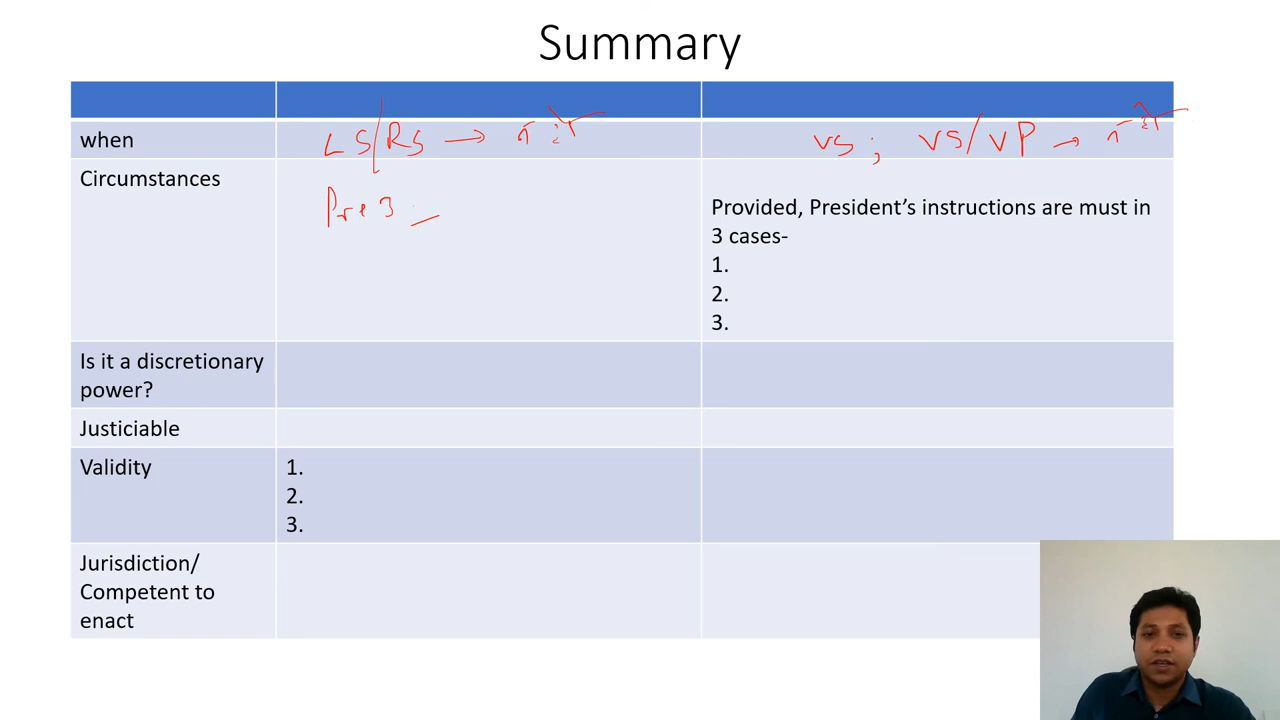 Summary
when LS/RS → VS; VS/VP →
Circumstances Pre
Provided, President’s instructions are must in
3 cases-
1.
2.
3.
Is it a discretionary
power?
Justiciable
Validity
1.
2.
3.
Jurisdiction/
Competent to
enact